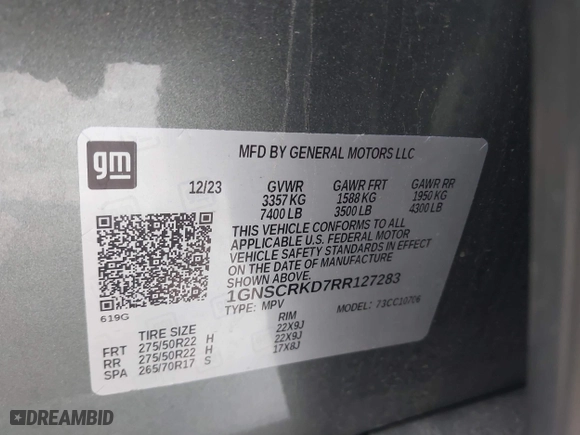 gm
MFD BY GENERAL MOTORS LLC
12/23 GVWR GAWR FRT GAWR RR
3357 KG 1588 KG 1950 KG
7400 LB 3500 LB 4300 LB
THIS VEHICLE CONFORMS TO ALL
APPLICABLE U.S. FEDERAL MOTOR
VEHICLE SAFETY STANDARDS IN EFFECT
ON THE DATE OF MANUFACTURE
SHOWN ABOVE.
1GNSCRKD7RR127283
619G
TYPE: MPV MODEL: 73CC10706
TIRE SIZE RIM
FRT 275/50R22 H 22X9J
RR 275/50R22 H 22X9J
SPA 265/70R17 S 17X8J
DREAMBID